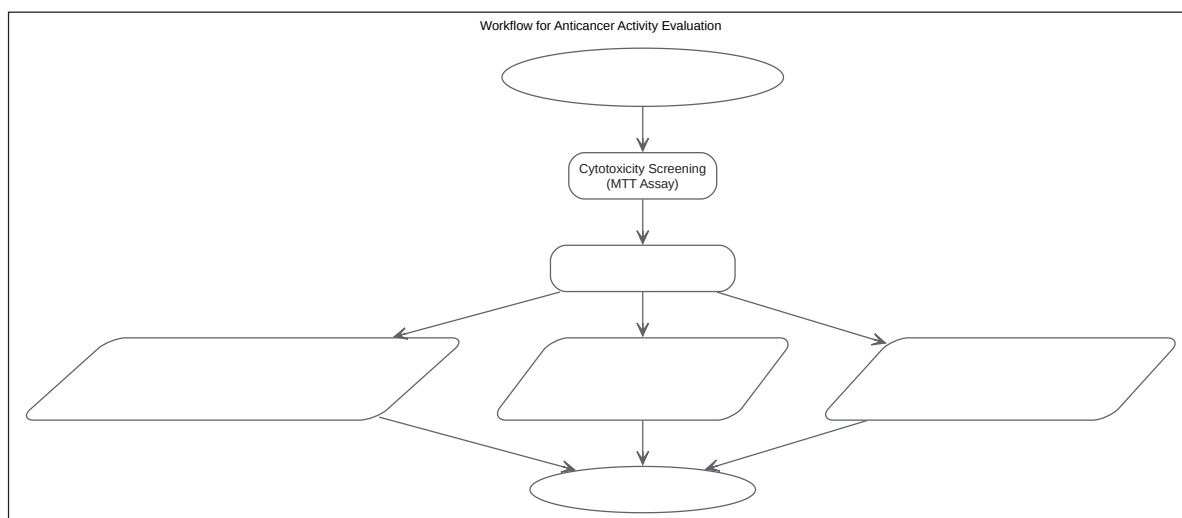 Workflow for Anticancer Activity Evaluation
Cytotoxicity Screening
(MTT Assay)